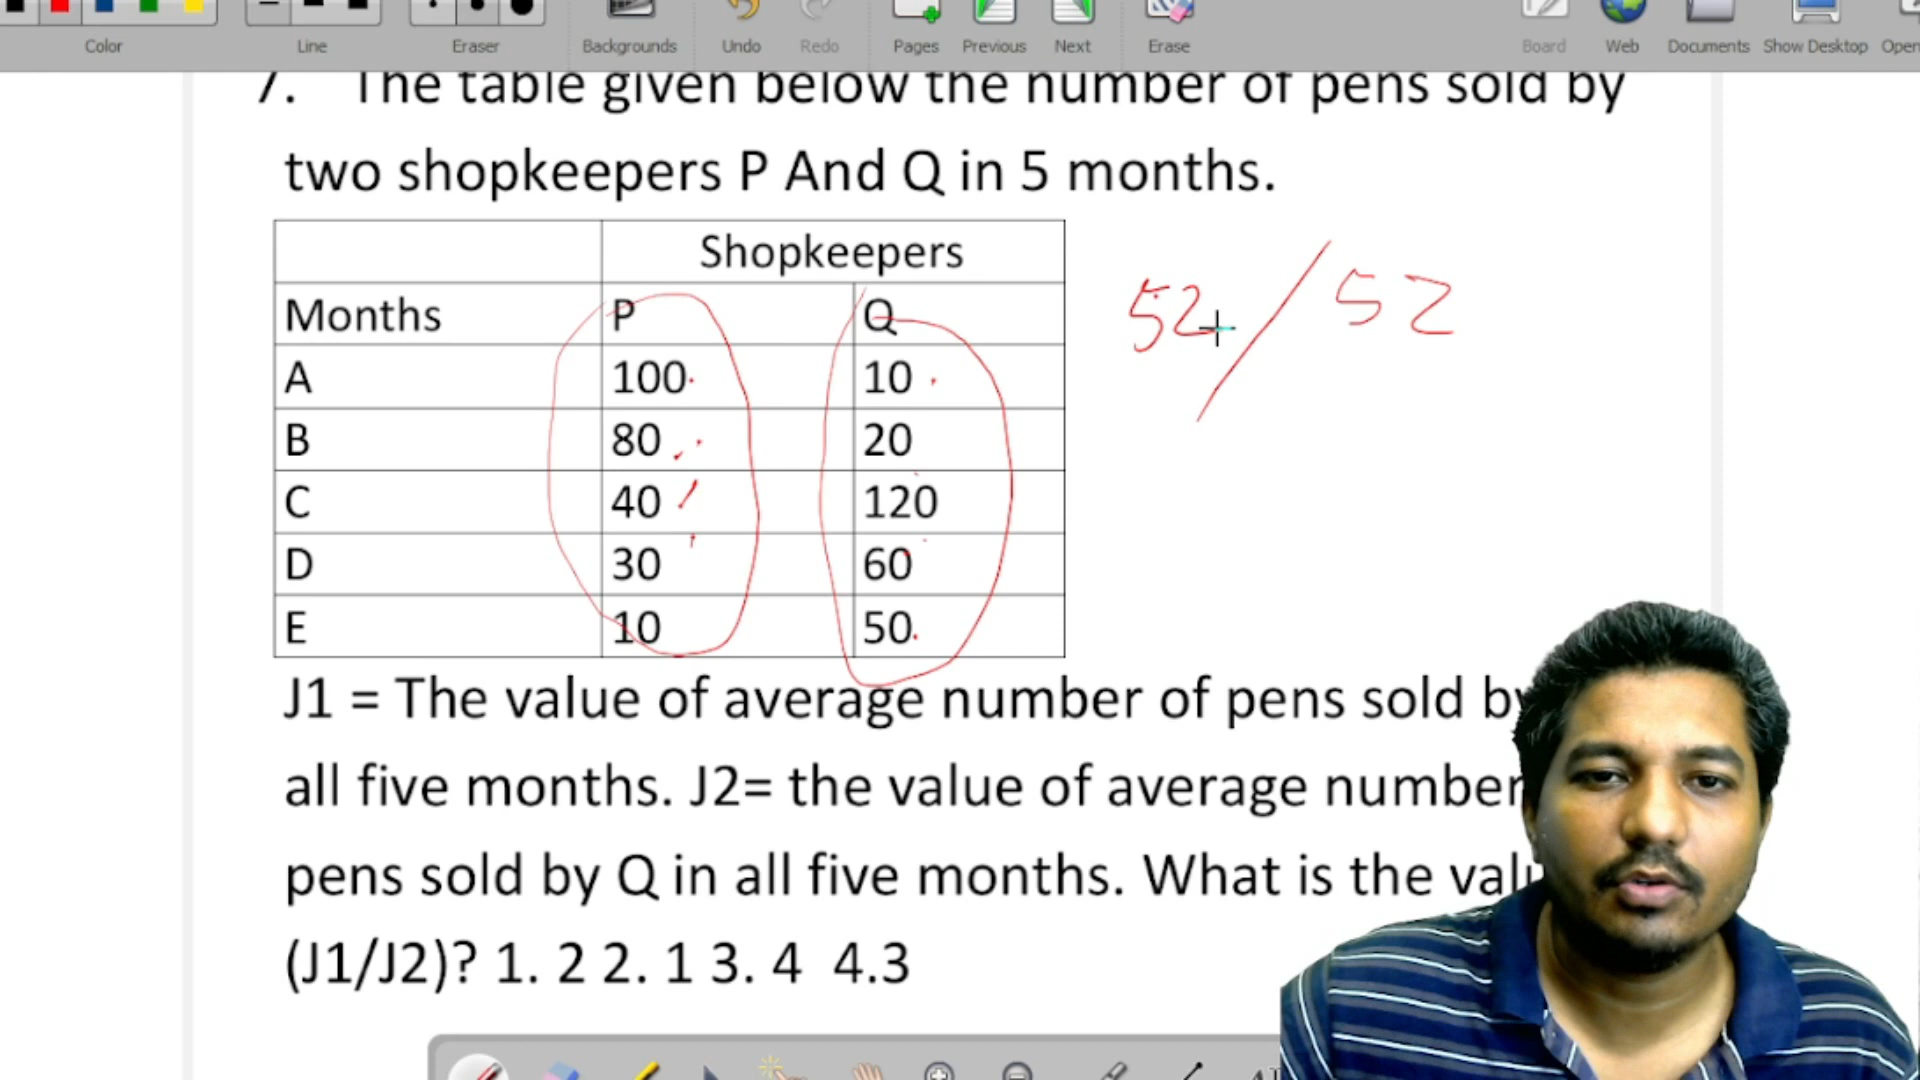 Color Line Eraser Backgrounds Undo Redo Pages Previous Next Erase Board Web Documents Show Desktop
7. The table given below the number of pens sold by
two shopkeepers P And Q in 5 months.
Shopkeepers
Months P Q
A 100 10
B 80 20
C 40 120
D 30 60
E 10 50
52 / 52
J1 = The value of average number of pens sold by
all five months. J2= the value of average number
pens sold by Q in all five months. What is the
(J1/J2)? 1. 2 2. 1 3. 4 4.3